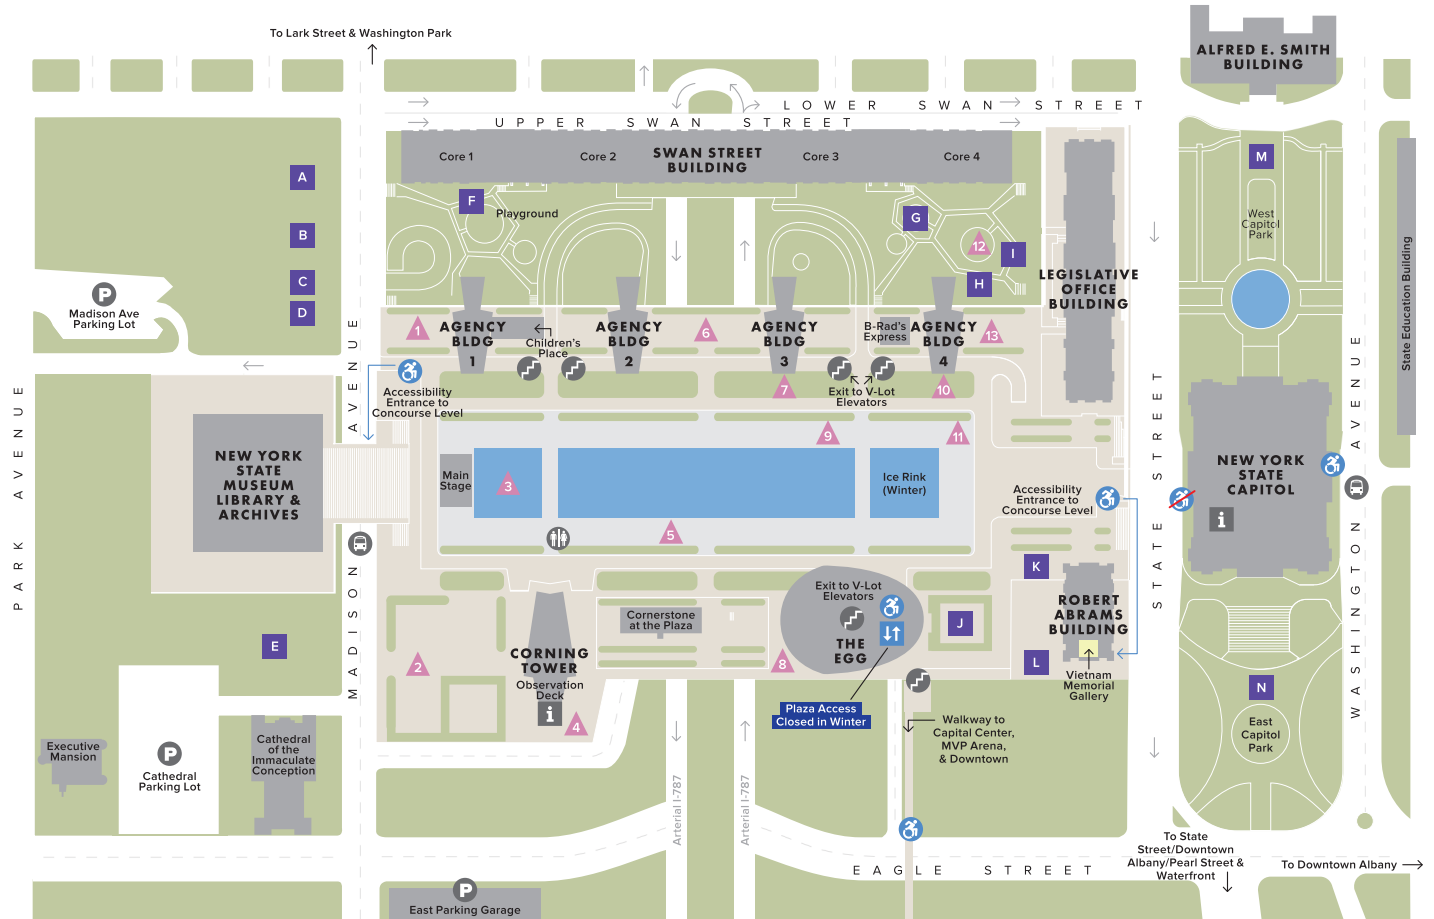 To Lark Street & Washington Park
ALFRED E. SMITH
BUILDING
LOWER SWAN STREET
UPPER SWAN STREET
Core 1
Core 2
SWAN STREET
BUILDING
Core 3
Core 4
A
B
C
D
F
Playground
G
12
I
H
M
West
Capitol
Park
LEGISLATIVE
OFFICE
BUILDING
State Education Building
P
Madison Ave
Parking Lot
1
AGENCY
BLDG
1
Children's
Place
AGENCY
BLDG
2
6
AGENCY
BLDG
3
B-Rad's
Express
AGENCY
BLDG
4
13
7
10
Exit to V-Lot
Elevators
Accessibility
Entrance to
Concourse Level
PARK AVENUE
MADISON AVENUE
STATE STREET
WASHINGTON AVENUE
NEW YORK
STATE
MUSEUM
LIBRARY &
ARCHIVES
Main
Stage
3
9
11
Ice Rink
(Winter)
5
Accessibility
Entrance to
Concourse Level
NEW YORK
STATE
CAPITOL
i
K
E
2
CORNING
TOWER
Observation
Deck
i
4
Cornerstone
at the Plaza
8
Exit to V-Lot
Elevators
THE
EGG
J
ROBERT
ABRAMS
BUILDING
L
Vietnam
Memorial
Gallery
Plaza Access
Closed in Winter
Walkway to
Capital Center,
MVP Arena,
& Downtown
N
East
Capitol
Park
Executive
Mansion
P
Cathedral
Parking Lot
Cathedral
of the
Immaculate
Conception
Arterial I-787
Arterial I-787
EAGLE STREET
P
East Parking Garage
To State
Street/Downtown
Albany/Pearl Street &
Waterfront
To Downtown Albany